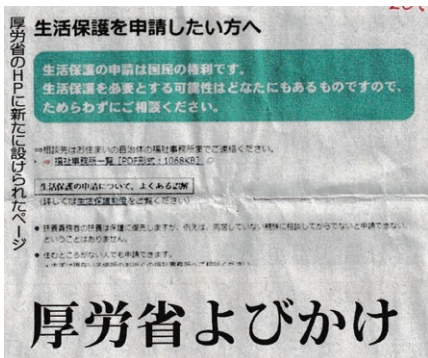 厚労省のHPに新たに設けられたページ
生活保護を申請したい方へ
生活保護の申請は国民の権利です。
生活保護を必要とする可能性はどなたにもあるものですので、
ためらわずにご相談ください。
⇒相談先はお住まいの自治体の福祉事務所までご連絡ください。
福祉事務所一覧［PDF形式：1068KB］
生活保護の申請について、よくある誤解
（詳しくは生活保護制度をご覧ください）
● 扶養義務者の扶養は保護に優先しますが、例えば、同居していない親族に相談してからでないと申請できない
ということはありません。
● 住むところがない人でも申請できます。
厚労省よびかけ